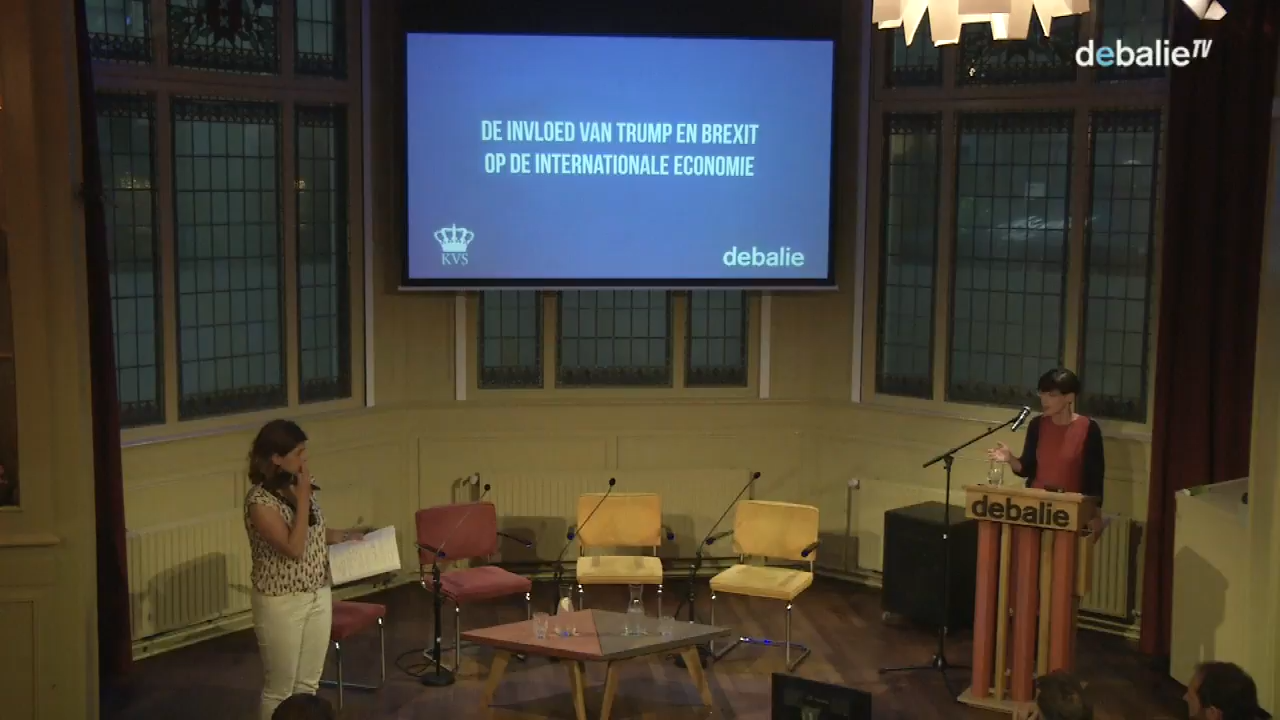 debalieTV
DE INVLOED VAN TRUMP EN BREXIT
OP DE INTERNATIONALE ECONOMIE
KVS
debalie
debalie